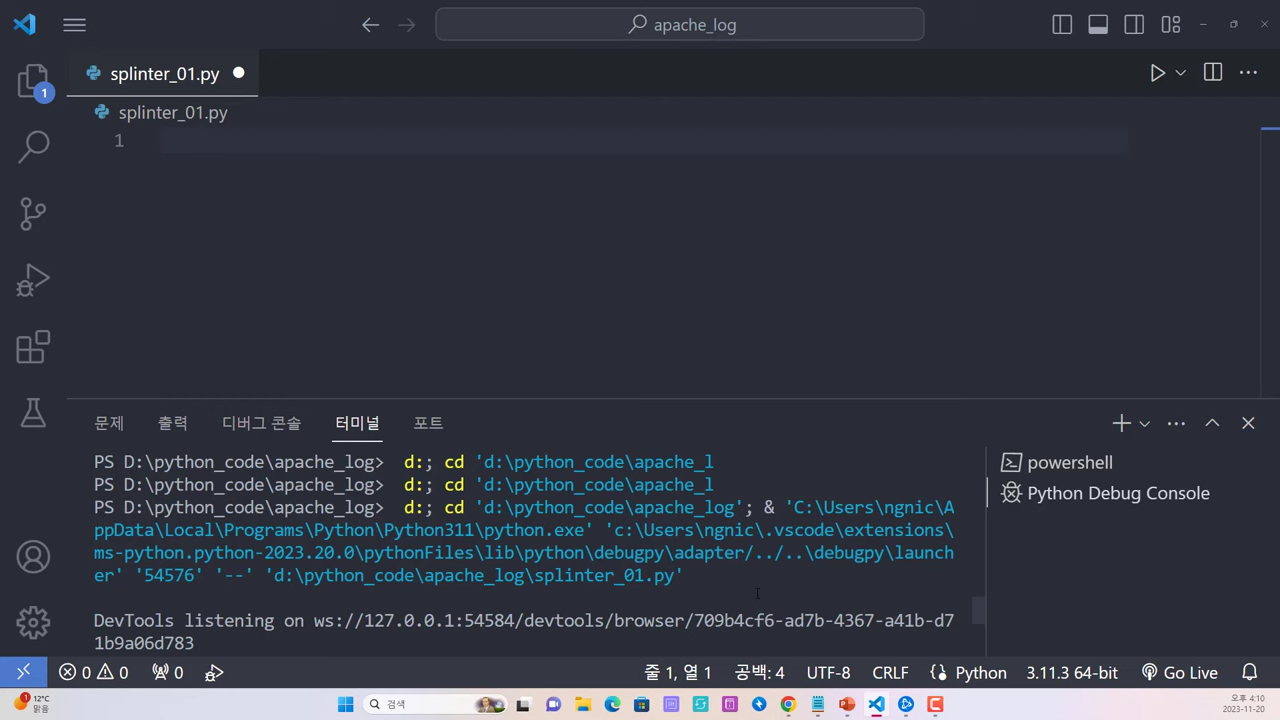 apache_log
splinter_01.py
1
splinter_01.py
1
문제
출력
디버그 콘솔
터미널
포트
PS D:\python_code\apache_log> d:; cd 'd:\python_code\apache_l
PS D:\python_code\apache_log> d:; cd 'd:\python_code\apache_l
PS D:\python_code\apache_log> d:; cd 'd:\python_code\apache_log'; & 'C:\Users\ngnic\A
ppData\Local\Programs\Python\Python311\python.exe' 'c:\Users\ngnic\.vscode\extensions\
ms-python.python-2023.20.0\pythonFiles\lib\python\debugpy\adapter/../..\debugpy\launch
er' '54576' '--' 'd:\python_code\apache_log\splinter_01.py'
DevTools listening on ws://127.0.0.1:54584/devtools/browser/709b4cf6-ad7b-4367-a41b-d7
1b9a06d783
powershell
Python Debug Console
0 0 0
줄 1, 열 1
공백: 4
UTF-8
CRLF
Python
3.11.3 64-bit
Go Live
1
12°C
맑음
검색
오후 4:10
2023-11-20